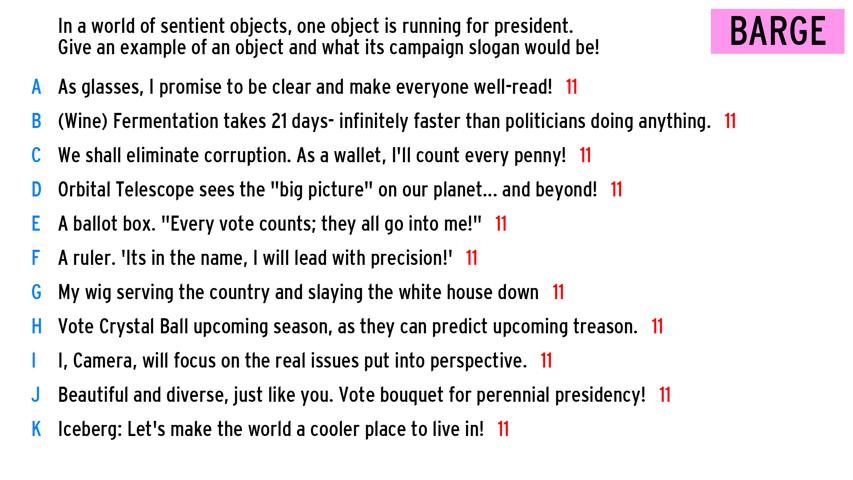 In a world of sentient objects, one object is running for president.
Give an example of an object and what its campaign slogan would be!
BARGE
A As glasses, I promise to be clear and make everyone well-read! 11
B (Wine) Fermentation takes 21 days- infinitely faster than politicians doing anything. 11
C We shall eliminate corruption. As a wallet, I'll count every penny! 11
D Orbital Telescope sees the "big picture" on our planet... and beyond! 11
E A ballot box. "Every vote counts; they all go into me!" 11
F A ruler. 'Its in the name, I will lead with precision!' 11
G My wig serving the country and slaying the white house down 11
H Vote Crystal Ball upcoming season, as they can predict upcoming treason. 11
I I, Camera, will focus on the real issues put into perspective. 11
J Beautiful and diverse, just like you. Vote bouquet for perennial presidency! 11
K Iceberg: Let's make the world a cooler place to live in! 11